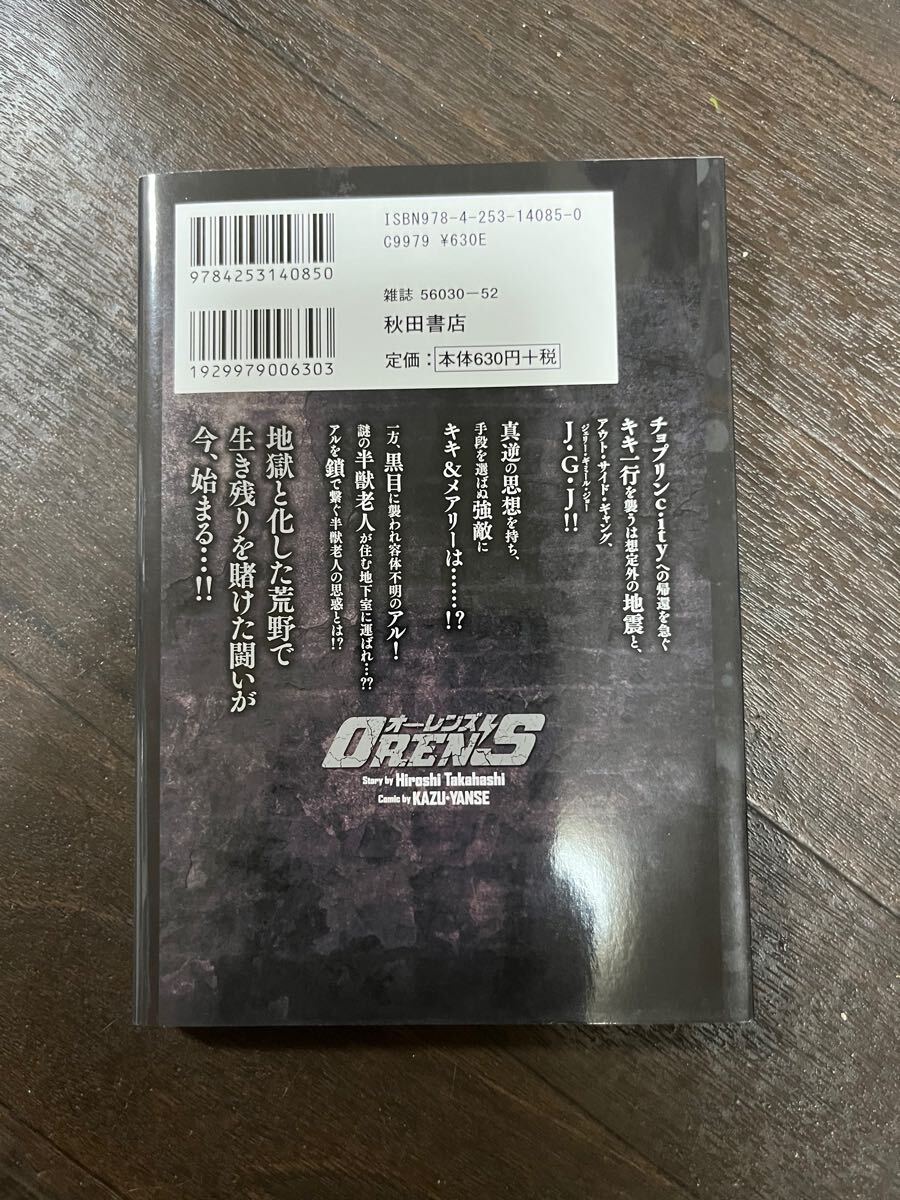 ISBN978-4-253-14085-0
C9979 ¥630E
9784253140850
雑誌 56030-52
秋田書店
定価：本体630円+税
1929979006303
チョプリンc.ityへの帰還を急ぐ
キキ一行を襲うは想定外の地震と、
アウト・サイド・ギャング、
ジェリー・ギミール・ジョー
J・G・J!!
真逆の思想を持ち、
手段を選ばぬ強敵に
キキ&メアリーは……!?
一方、黒目に襲われ容体不明のアル！
謎の半獣老人が住む地下室に運ばれ…??
アルを鎖で繋ぐ半獣老人の思惑とは!?
地獄と化した荒野で
生き残りを賭けた闘いが
今、始まる…!!
オーレンズ
OREN'S
Story by Hiroshi Takahashi
Comic by KAZU・YANSE